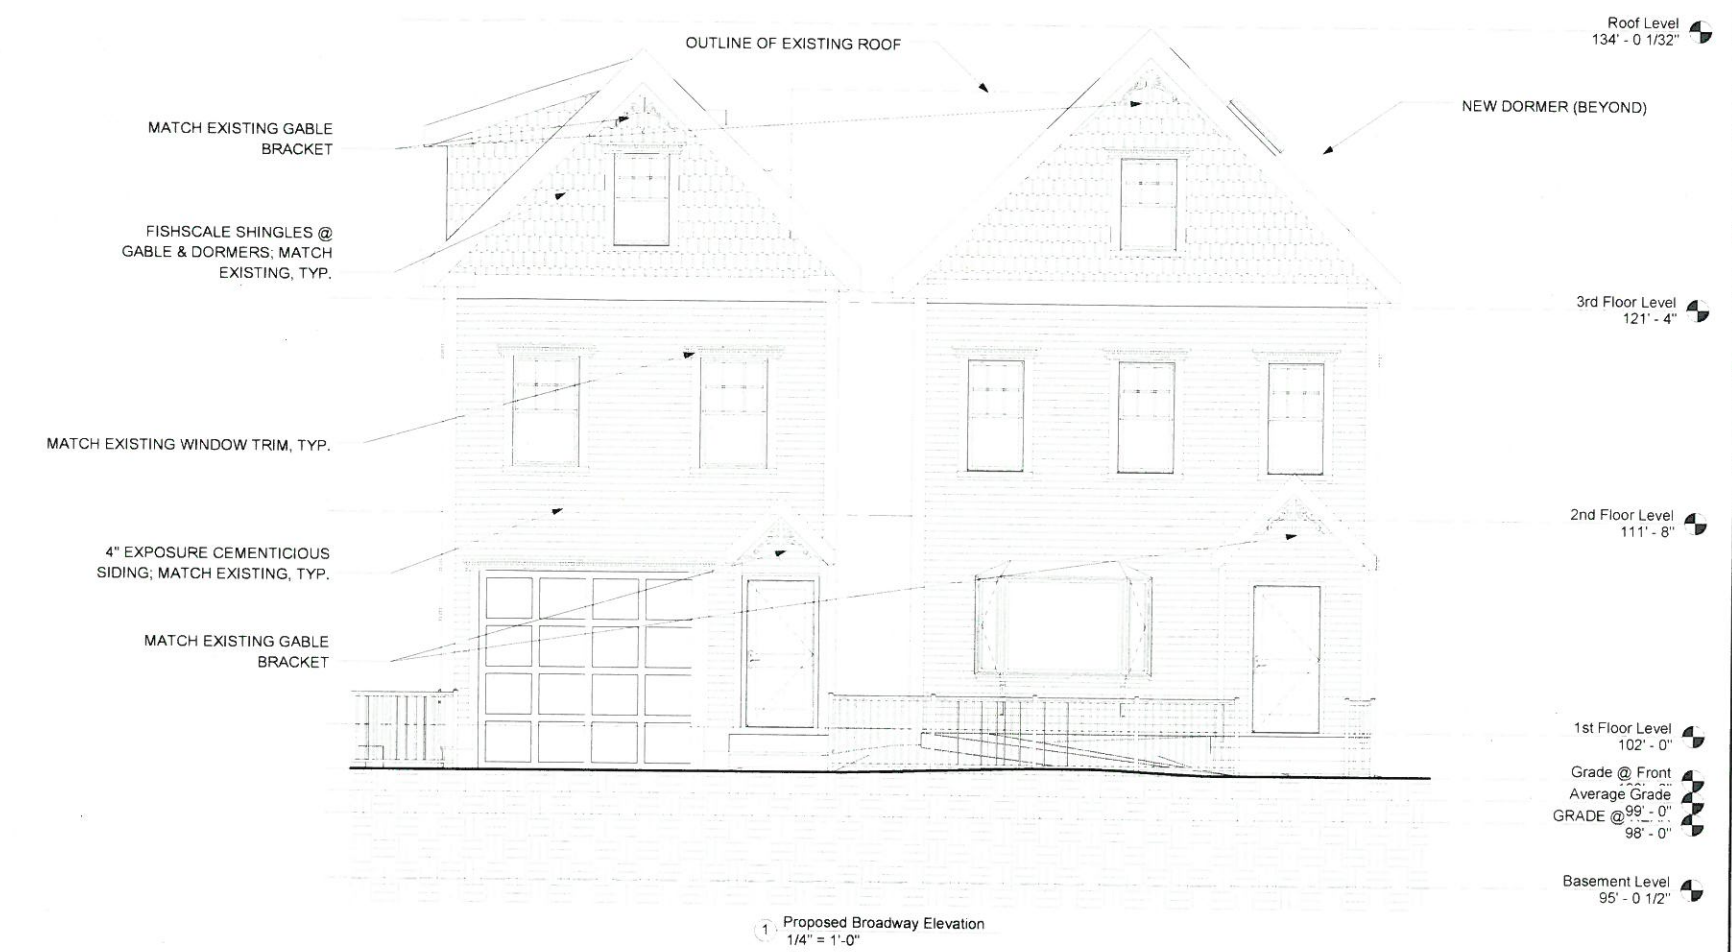 Roof Level
134' - 0 1/32"
OUTLINE OF EXISTING ROOF
NEW DORMER (BEYOND)
MATCH EXISTING GABLE
BRACKET
FISHSCALE SHINGLES @
GABLE & DORMERS; MATCH
EXISTING, TYP.
3rd Floor Level
121' - 4"
MATCH EXISTING WINDOW TRIM, TYP.
2nd Floor Level
111' - 8"
4" EXPOSURE CEMENTICIOUS
SIDING; MATCH EXISTING, TYP.
MATCH EXISTING GABLE
BRACKET
1st Floor Level
102' - 0"
Grade @ Front
Average Grade
99' - 0"
GRADE @
98' - 0"
Basement Level
95' - 0 1/2"
1 Proposed Broadway Elevation
1/4" = 1'-0"